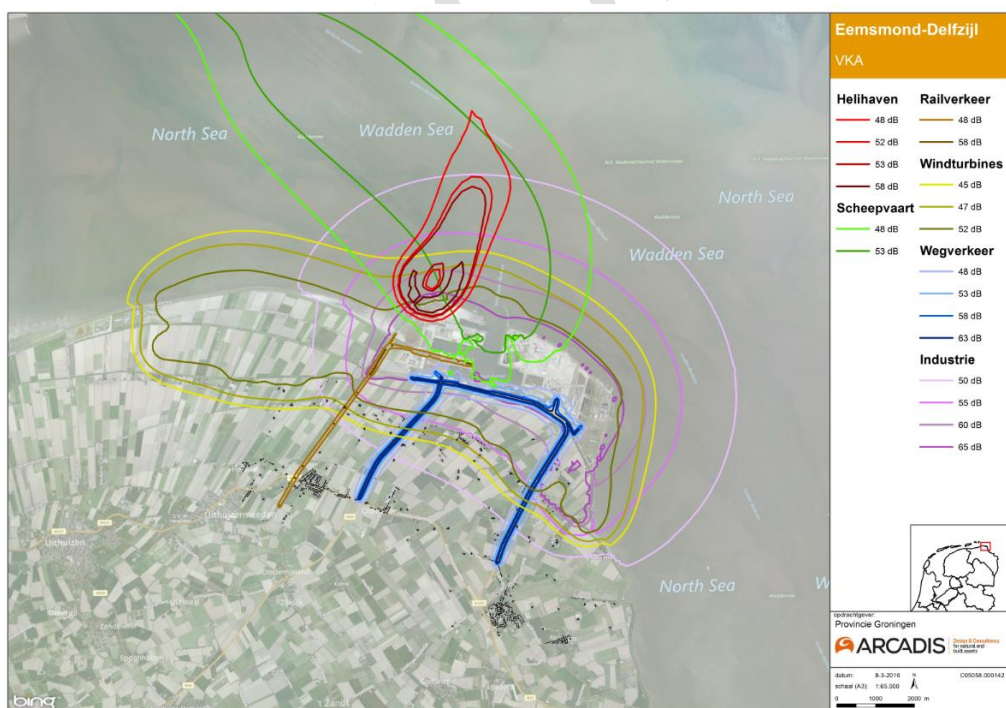 Eemsmond-Delfzijl
VKA
Helihaven
48 dB
52 dB
53 dB
58 dB
Scheepvaart
48 dB
53 dB
Railverkeer
48 dB
58 dB
Windturbines
45 dB
47 dB
52 dB
Wegverkeer
48 dB
53 dB
58 dB
63 dB
Industrie
50 dB
55 dB
60 dB
65 dB
North Sea
Wadden Sea
North Sea
Wadden Sea
North Sea
W
Uithuizermeeden
Uithuizen
't Zandt
bing
opdrachtgever:
Provincie Groningen
ARCADIS
Design & Consultancy
for natural and
built assets
datum: 8-3-2016 N C05058.000142
schaal (A3): 1:65.000
0 1000 2000 m